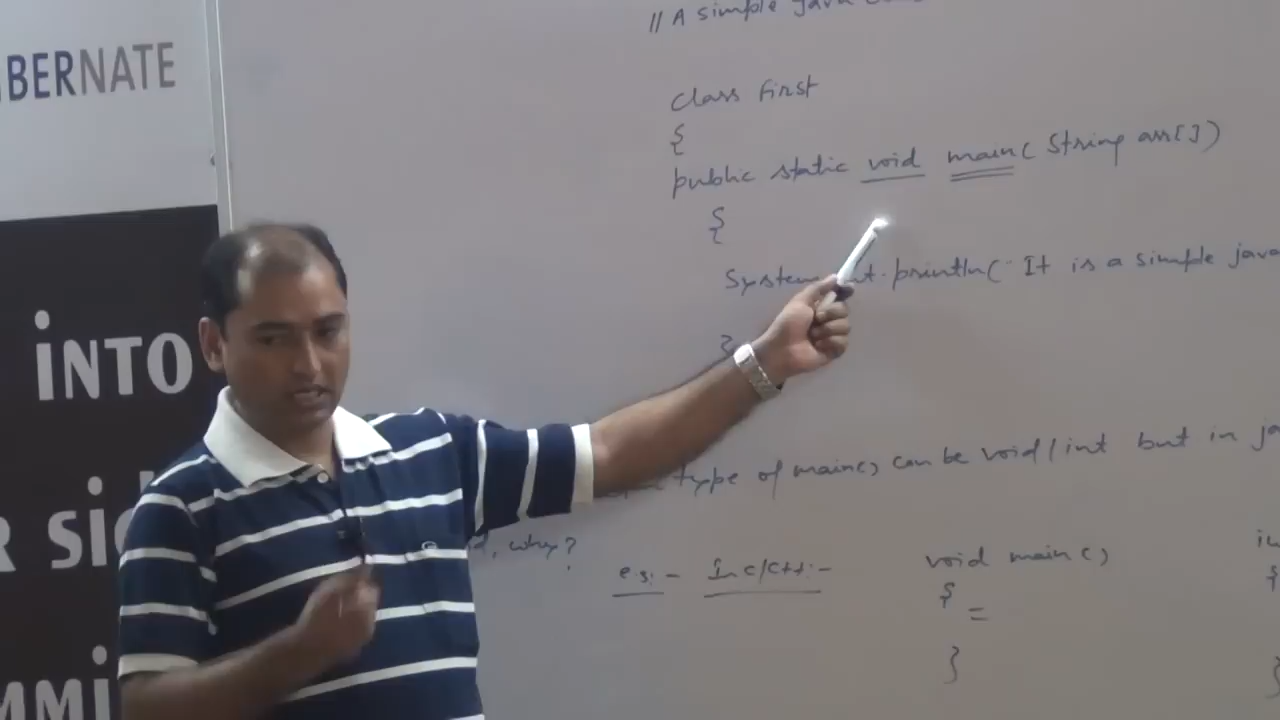 BERNATE
INTO
// A simple java
class First
{
public static void main( String arr[])
{
System out.println(" It is a simple java
}
type of main() can be void/int but in ja
, why?
e.g:- In C/C++:-
void main()
{
=
}
{
}